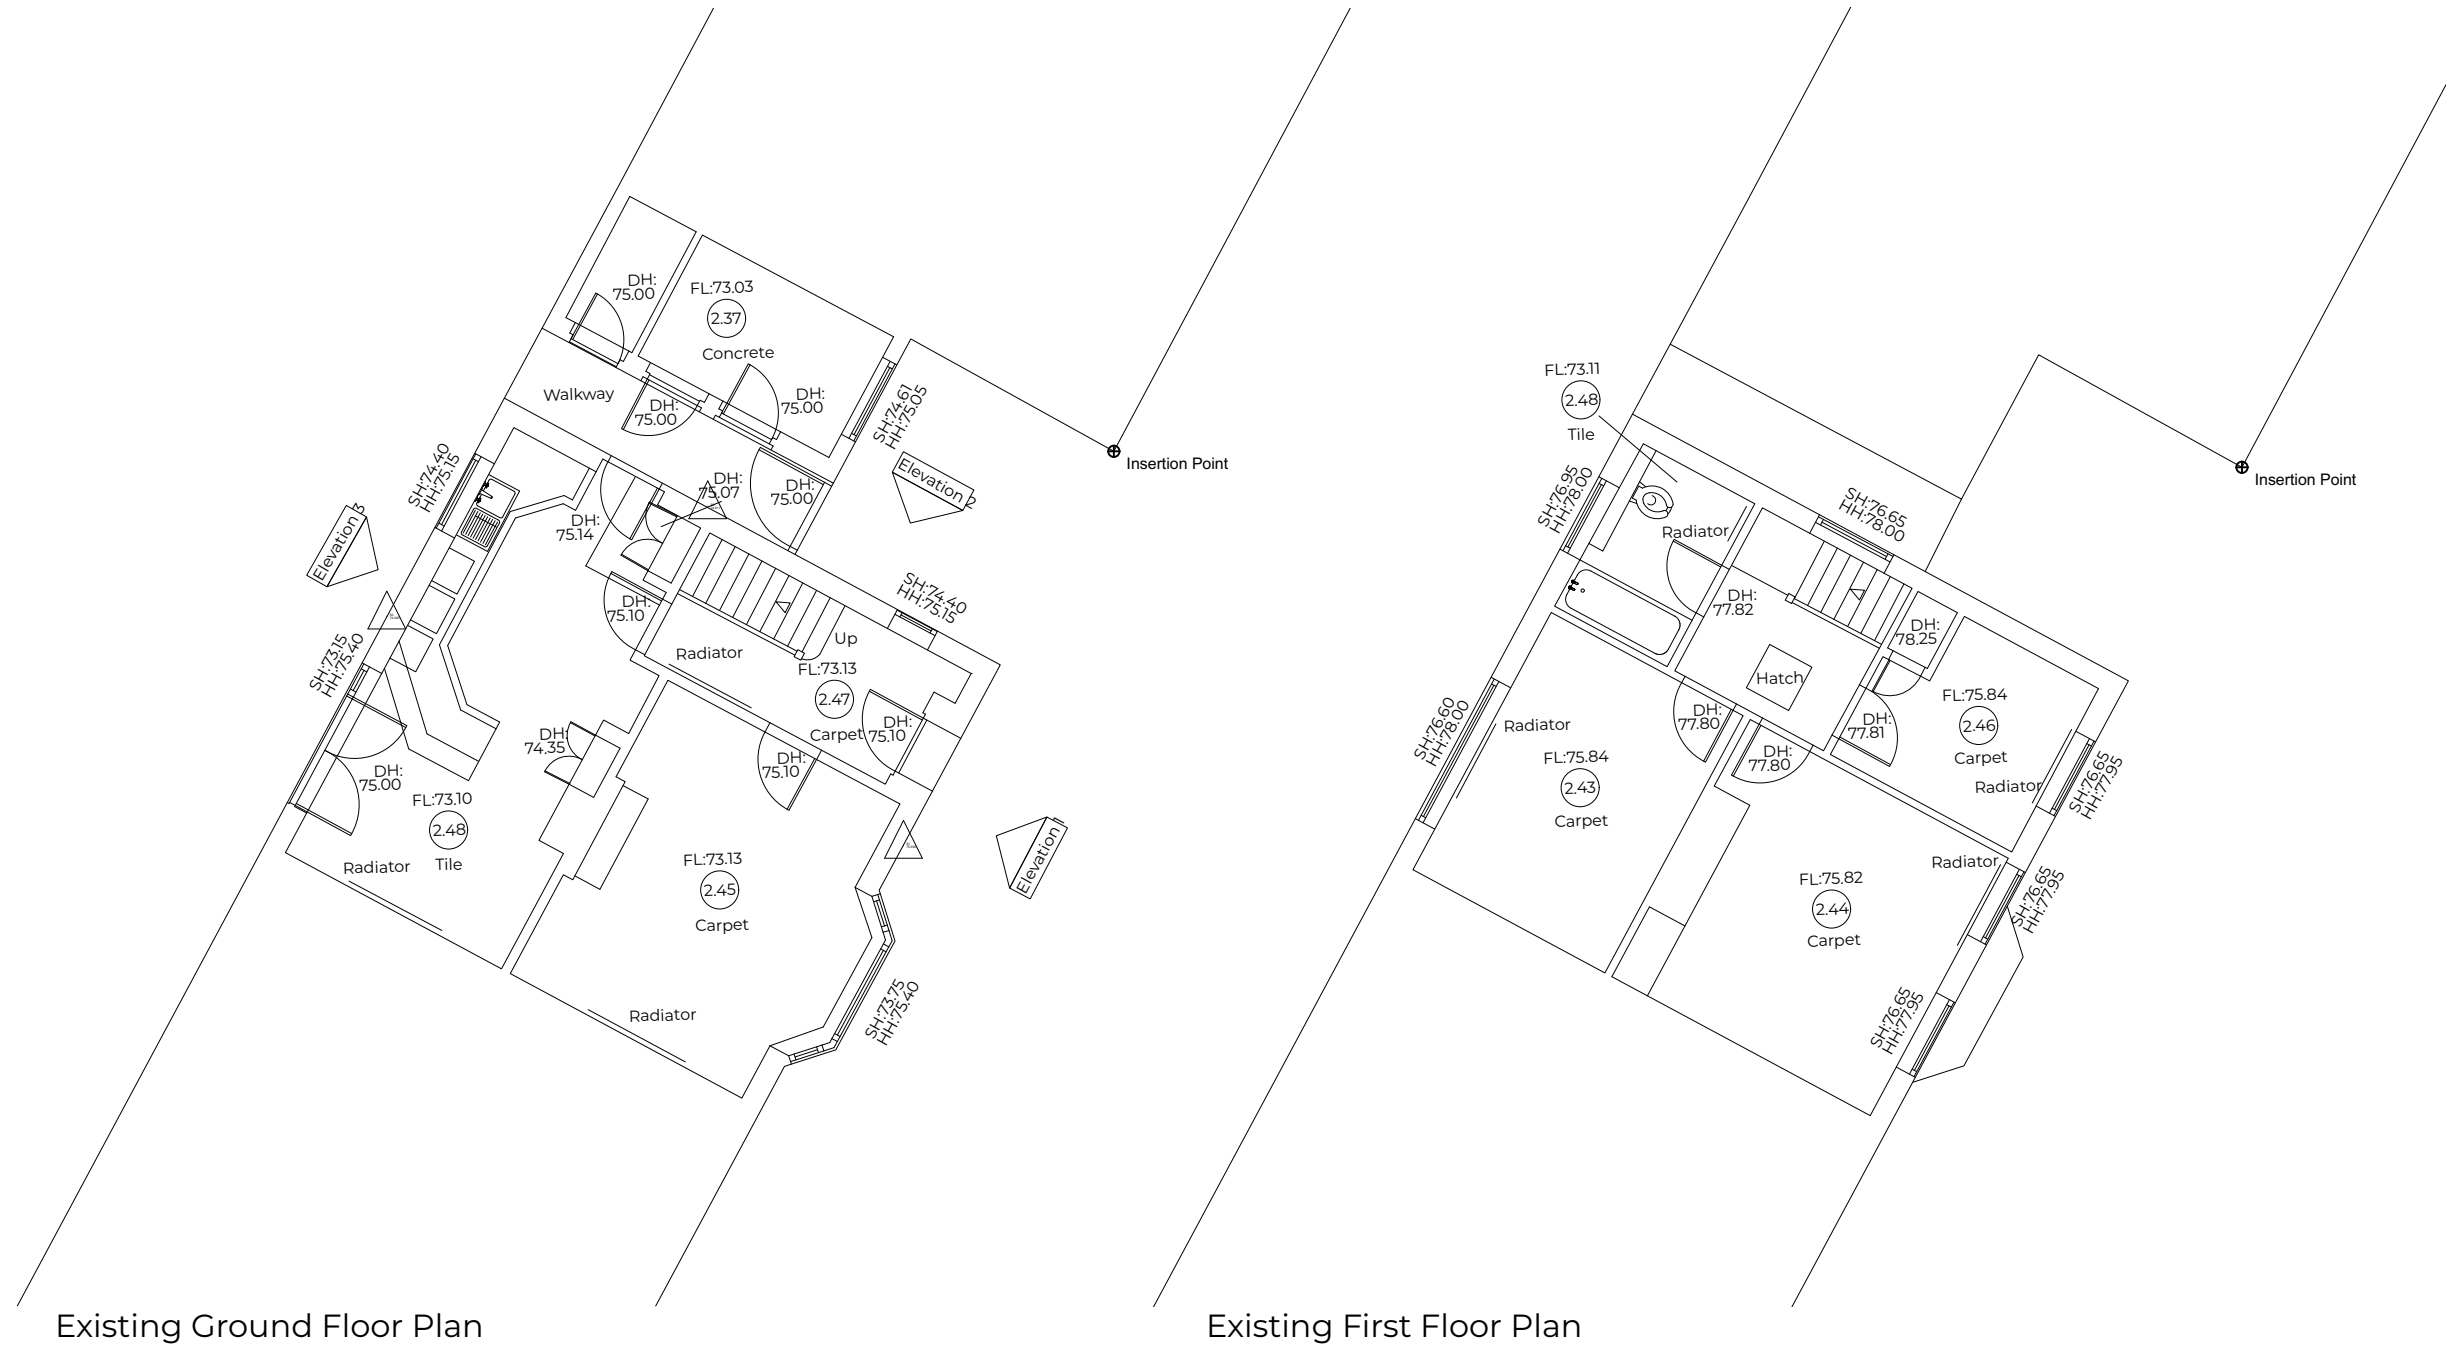 DH:
75.00
FL:73.03
2.37
Concrete
Walkway
DH:
75.00
DH:
75.00
SH:74.61
HH:75.05
Insertion Point
SH:74.40
HH:75.15
Elevation 2
DH:
75.07
DH:
75.00
Elevation 3
DH:
75.14
DH:
75.10
SH:74.40
HH:75.15
Up
Radiator
FL:73.13
2.47
Carpet
DH:
75.10
SH:73.15
HH:75.40
DH:
74.35
DH:
75.10
DH:
75.00
FL:73.10
2.48
Tile
Radiator
FL:73.13
2.45
Carpet
Elevation 1
Radiator
SH:73.75
HH:75.40
Existing Ground Floor Plan
FL:73.11
2.48
Tile
Insertion Point
SH:76.95
HH:78.00
SH:76.65
HH:78.00
Radiator
DH:
77.82
DH:
78.25
Hatch
SH:76.60
HH:78.00
Radiator
DH:
77.80
DH:
77.81
FL:75.84
2.46
Carpet
Radiator
SH:76.65
HH:77.95
FL:75.84
2.43
Carpet
DH:
77.80
Radiator
SH:76.65
HH:77.95
FL:75.82
2.44
Carpet
SH:76.65
HH:77.95
Existing First Floor Plan